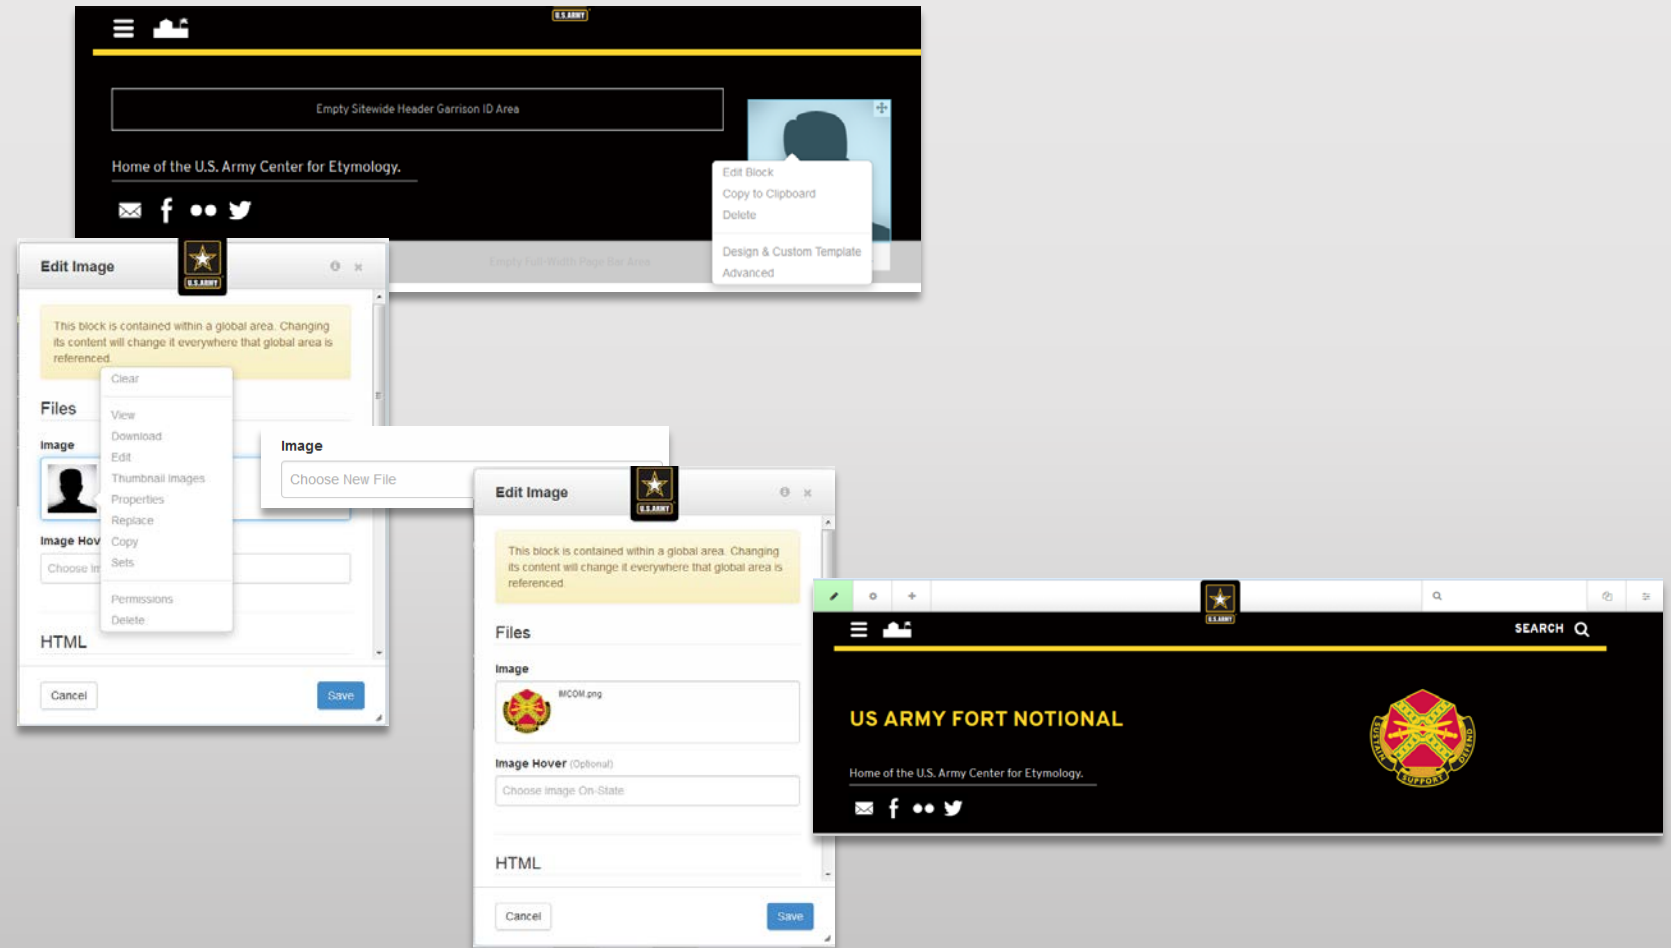 U.S.ARMY
Empty Sitewide Header Garrison ID Area
Home of the U.S. Army Center for Etymology.
Edit Block
Copy to Clipboard
Delete
Design & Custom Template
Advanced
Empty Full-Width Page Bar Area
Edit Image
U.S.ARMY
This block is contained within a global area. Changing
its content will change it everywhere that global area is
referenced.
Clear
View
Download
Edit
Thumbnail Images
Properties
Replace
Copy
Sets
Permissions
Delete
Files
Image
Image Hov
Choose Im
HTML
Cancel
Save
Image
Choose New File
Edit Image
U.S.ARMY
This block is contained within a global area. Changing
its content will change it everywhere that global area is
referenced.
Files
Image
IMCOM.png
Image Hover (Optional)
Choose Image On-State
HTML
Cancel
Save
U.S.ARMY
SEARCH
US ARMY FORT NOTIONAL
SUSTAIN
SUPPORT
DEFEND
Home of the U.S. Army Center for Etymology.